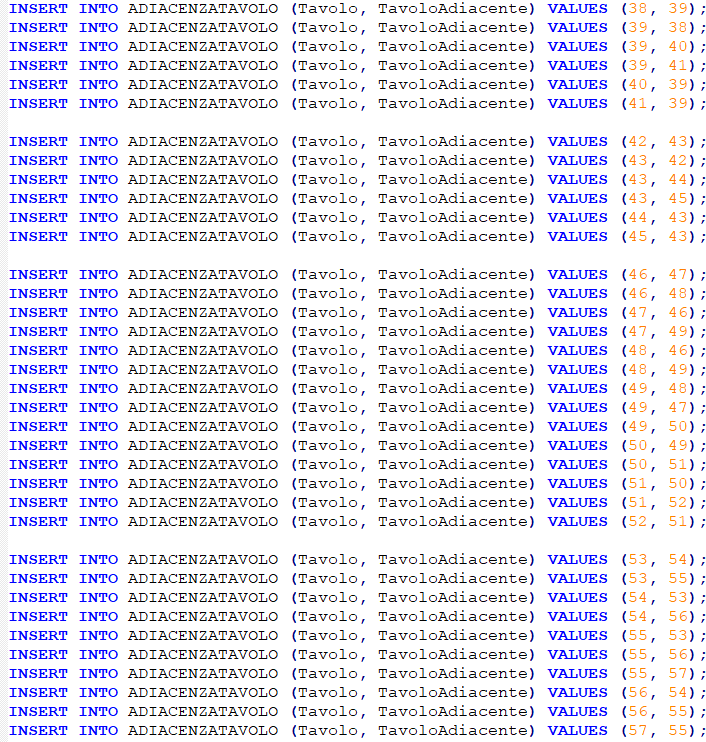 INSERT INTO ADIACENZATAVOLO (Tavolo, TavoloAdiacente) VALUES (38, 39);
INSERT INTO ADIACENZATAVOLO (Tavolo, TavoloAdiacente) VALUES (39, 38);
INSERT INTO ADIACENZATAVOLO (Tavolo, TavoloAdiacente) VALUES (39, 40);
INSERT INTO ADIACENZATAVOLO (Tavolo, TavoloAdiacente) VALUES (39, 41);
INSERT INTO ADIACENZATAVOLO (Tavolo, TavoloAdiacente) VALUES (40, 39);
INSERT INTO ADIACENZATAVOLO (Tavolo, TavoloAdiacente) VALUES (41, 39);

INSERT INTO ADIACENZATAVOLO (Tavolo, TavoloAdiacente) VALUES (42, 43);
INSERT INTO ADIACENZATAVOLO (Tavolo, TavoloAdiacente) VALUES (43, 42);
INSERT INTO ADIACENZATAVOLO (Tavolo, TavoloAdiacente) VALUES (43, 44);
INSERT INTO ADIACENZATAVOLO (Tavolo, TavoloAdiacente) VALUES (43, 45);
INSERT INTO ADIACENZATAVOLO (Tavolo, TavoloAdiacente) VALUES (44, 43);
INSERT INTO ADIACENZATAVOLO (Tavolo, TavoloAdiacente) VALUES (45, 43);

INSERT INTO ADIACENZATAVOLO (Tavolo, TavoloAdiacente) VALUES (46, 47);
INSERT INTO ADIACENZATAVOLO (Tavolo, TavoloAdiacente) VALUES (46, 48);
INSERT INTO ADIACENZATAVOLO (Tavolo, TavoloAdiacente) VALUES (47, 46);
INSERT INTO ADIACENZATAVOLO (Tavolo, TavoloAdiacente) VALUES (47, 49);
INSERT INTO ADIACENZATAVOLO (Tavolo, TavoloAdiacente) VALUES (48, 46);
INSERT INTO ADIACENZATAVOLO (Tavolo, TavoloAdiacente) VALUES (48, 49);
INSERT INTO ADIACENZATAVOLO (Tavolo, TavoloAdiacente) VALUES (49, 48);
INSERT INTO ADIACENZATAVOLO (Tavolo, TavoloAdiacente) VALUES (49, 47);
INSERT INTO ADIACENZATAVOLO (Tavolo, TavoloAdiacente) VALUES (49, 50);
INSERT INTO ADIACENZATAVOLO (Tavolo, TavoloAdiacente) VALUES (50, 49);
INSERT INTO ADIACENZATAVOLO (Tavolo, TavoloAdiacente) VALUES (50, 51);
INSERT INTO ADIACENZATAVOLO (Tavolo, TavoloAdiacente) VALUES (51, 50);
INSERT INTO ADIACENZATAVOLO (Tavolo, TavoloAdiacente) VALUES (51, 52);
INSERT INTO ADIACENZATAVOLO (Tavolo, TavoloAdiacente) VALUES (52, 51);

INSERT INTO ADIACENZATAVOLO (Tavolo, TavoloAdiacente) VALUES (53, 54);
INSERT INTO ADIACENZATAVOLO (Tavolo, TavoloAdiacente) VALUES (53, 55);
INSERT INTO ADIACENZATAVOLO (Tavolo, TavoloAdiacente) VALUES (54, 53);
INSERT INTO ADIACENZATAVOLO (Tavolo, TavoloAdiacente) VALUES (54, 56);
INSERT INTO ADIACENZATAVOLO (Tavolo, TavoloAdiacente) VALUES (55, 53);
INSERT INTO ADIACENZATAVOLO (Tavolo, TavoloAdiacente) VALUES (55, 56);
INSERT INTO ADIACENZATAVOLO (Tavolo, TavoloAdiacente) VALUES (55, 57);
INSERT INTO ADIACENZATAVOLO (Tavolo, TavoloAdiacente) VALUES (56, 54);
INSERT INTO ADIACENZATAVOLO (Tavolo, TavoloAdiacente) VALUES (56, 55);
INSERT INTO ADIACENZATAVOLO (Tavolo, TavoloAdiacente) VALUES (57, 55);